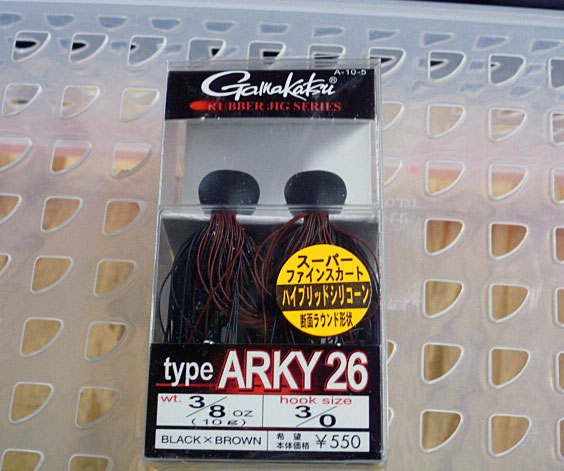 A-10-5
Gamakatsu®
RUBBER JIG SERIES
スーパー
ファインスカート
ハイブリッドシリコーン
断面ラウンド形状
type ARKY 26
wt. 3/8 oz
(10g)
hook size
3/0
BLACK×BROWN
希望
本体価格 ¥550